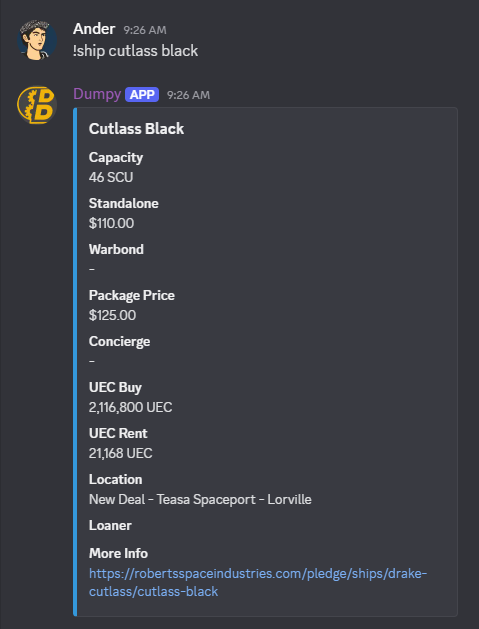 Ander 9:26 AM
!ship cutlass black
Dumpy APP 9:26 AM
Cutlass Black
Capacity
46 SCU
Standalone
$110.00
Warbond
-
Package Price
$125.00
Concierge
-
UEC Buy
2,116,800 UEC
UEC Rent
21,168 UEC
Location
New Deal - Teasa Spaceport - Lorville
Loaner
More Info
https://robertsspaceindustries.com/pledge/ships/drake-
cutlass/cutlass-black